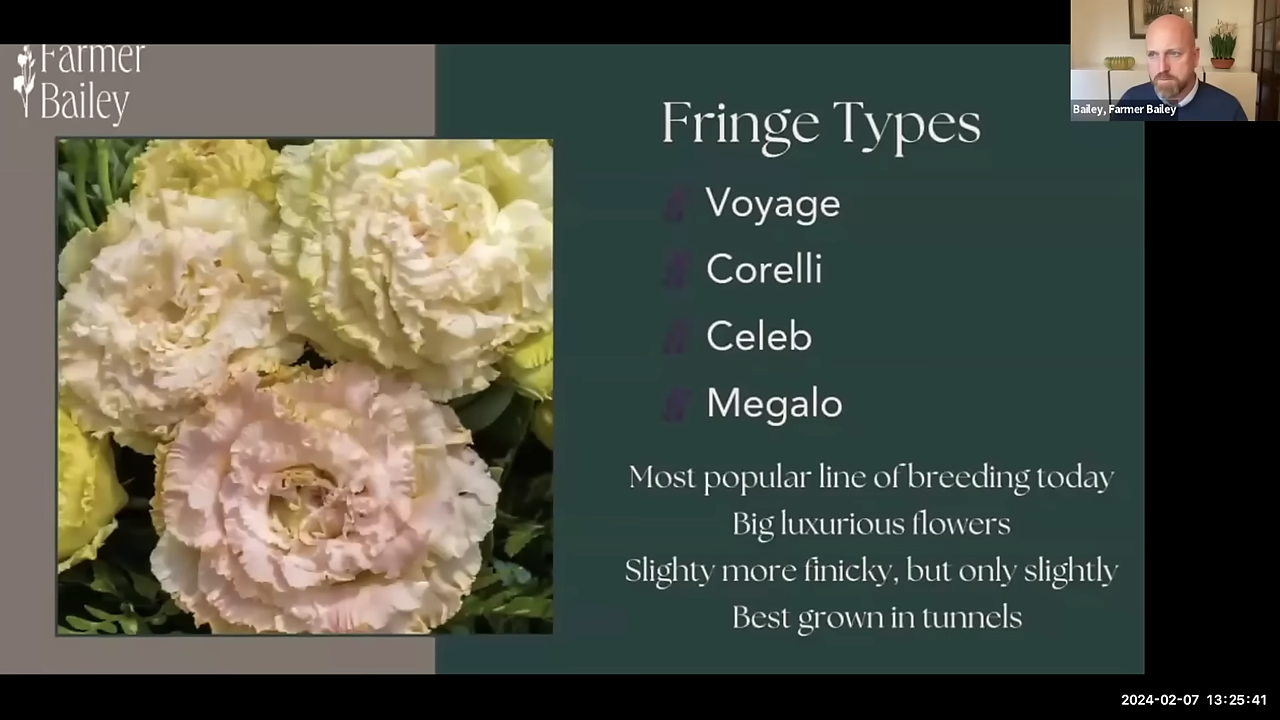 Farmer
Bailey
Fringe Types
Voyage
Corelli
Celeb
Megalo
Most popular line of breeding today
Big luxurious flowers
Slighty more finicky, but only slightly
Best grown in tunnels
Bailey, Farmer Bailey
2024-02-07 13:25:41